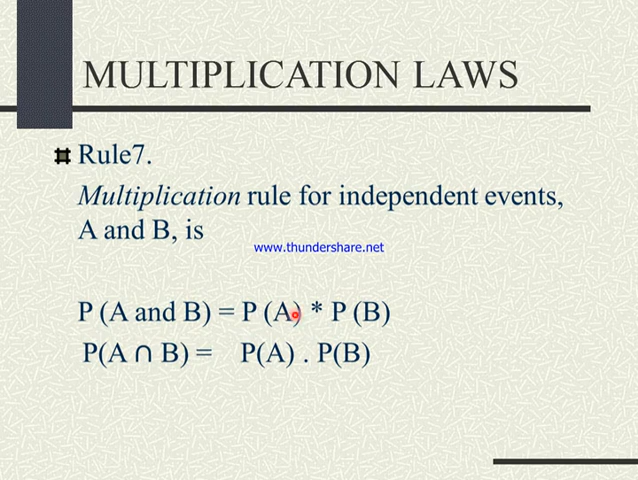 MULTIPLICATION LAWS
Rule7.
Multiplication rule for independent events,
A and B, is
www.thundershare.net
P (A and B) = P (A) * P (B)
P(A ∩ B) = P(A) . P(B)